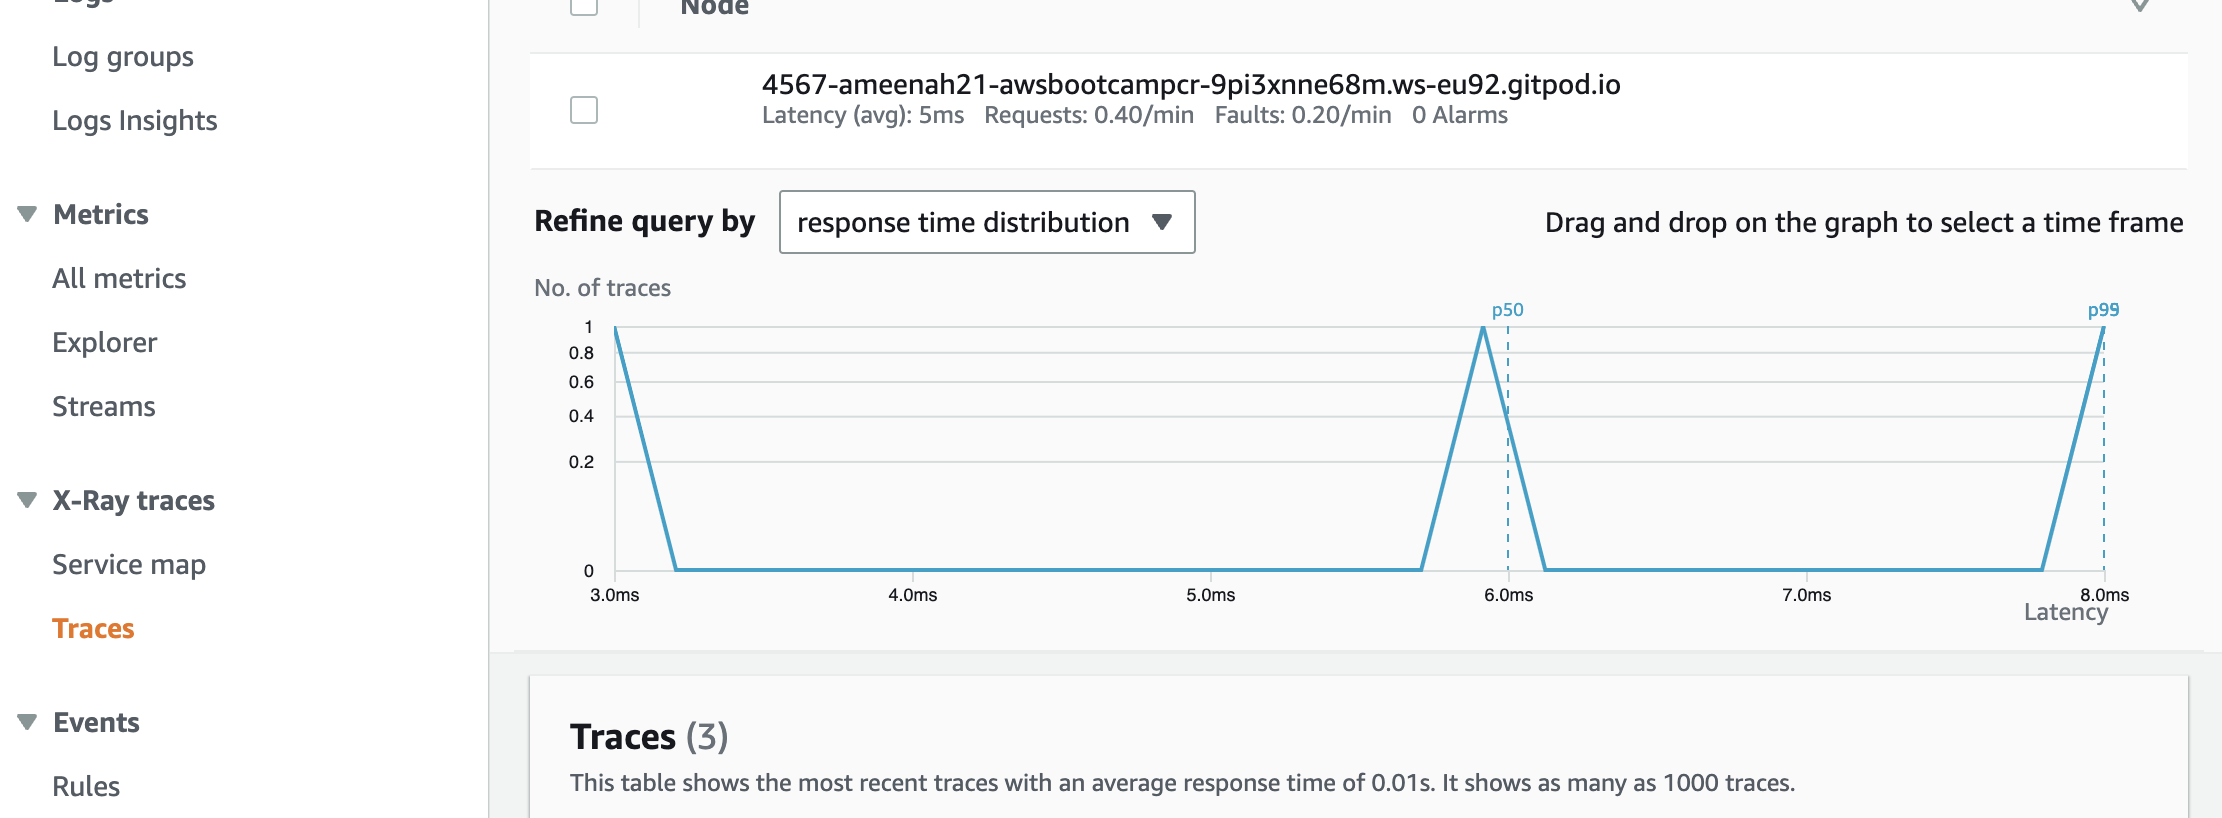 Logs
Log groups
Logs Insights
Metrics
All metrics
Explorer
Streams
X-Ray traces
Service map
Traces
Events
Rules
Node
4567-ameenah21-awsbootcampcr-9pi3xnne68m.ws-eu92.gitpod.io
Latency (avg): 5ms Requests: 0.40/min Faults: 0.20/min 0 Alarms
Refine query by response time distribution Drag and drop on the graph to select a time frame
No. of traces
p50
1
0.8
0.6
0.4
0.2
0
3.0ms 4.0ms 5.0ms 6.0ms 7.0ms 8.0ms
Latency
Traces (3)
This table shows the most recent traces with an average response time of 0.01s. It shows as many as 1000 traces.